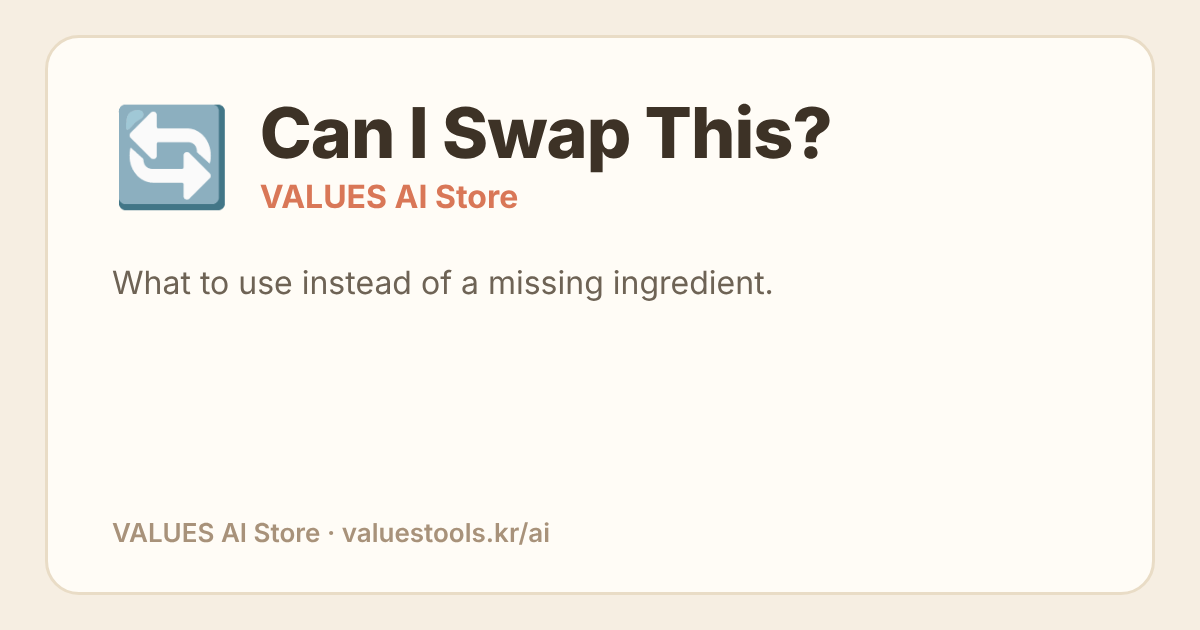 Can I Swap This?
VALUES AI Store
What to use instead of a missing ingredient.
VALUES AI Store · valuestools.kr/ai